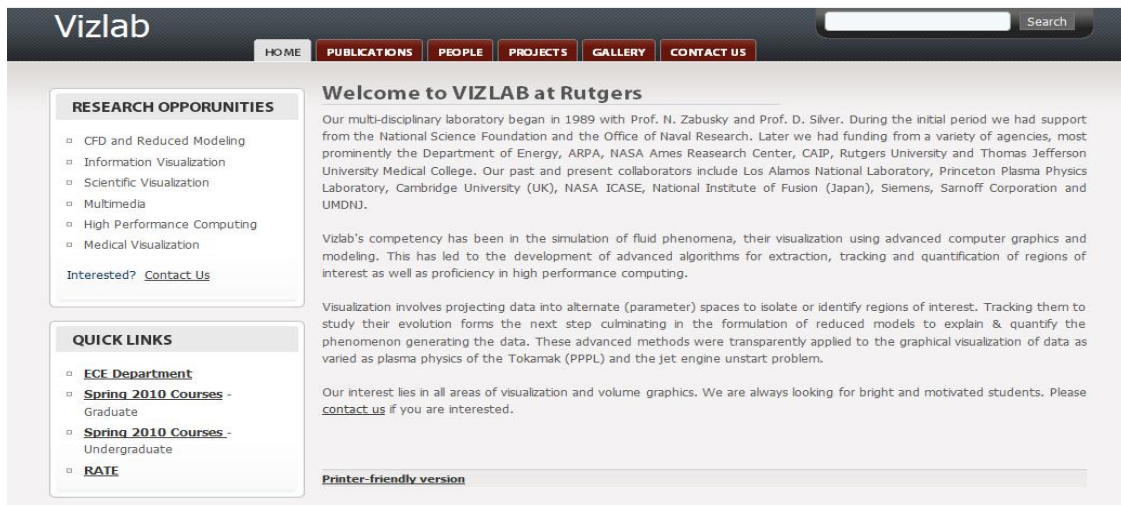 Vizlab
Search
HOME
PUBLICATIONS
PEOPLE
PROJECTS
GALLERY
CONTACT US
RESEARCH OPPORUNITIES
CFD and Reduced Modeling
Information Visualization
Scientific Visualization
Multimedia
High Performance Computing
Medical Visualization
Interested? Contact Us
QUICK LINKS
ECE Department
Spring 2010 Courses -
Graduate
Spring 2010 Courses -
Undergraduate
RATE
Welcome to VIZLAB at Rutgers
Our multi-disciplinary laboratory began in 1989 with Prof. N. Zabusky and Prof. D. Silver. During the initial period we had support
from the National Science Foundation and the Office of Naval Research. Later we had funding from a variety of agencies, most
prominently the Department of Energy, ARPA, NASA Ames Reasearch Center, CAIP, Rutgers University and Thomas Jefferson
University Medical College. Our past and present collaborators include Los Alamos National Laboratory, Princeton Plasma Physics
Laboratory, Cambridge University (UK), NASA ICASE, National Institute of Fusion (Japan), Siemens, Sarnoff Corporation and
UMDNJ.
Vizlab's competency has been in the simulation of fluid phenomena, their visualization using advanced computer graphics and
modeling. This has led to the development of advanced algorithms for extraction, tracking and quantification of regions of
interest as well as proficiency in high performance computing.
Visualization involves projecting data into alternate (parameter) spaces to isolate or identify regions of interest. Tracking them to
study their evolution forms the next step culminating in the formulation of reduced models to explain & quantify the
phenomenon generating the data. These advanced methods were transparently applied to the graphical visualization of data as
varied as plasma physics of the Tokamak (PPPL) and the jet engine unstart problem.
Our interest lies in all areas of visualization and volume graphics. We are always looking for bright and motivated students. Please
contact us if you are interested.
Printer-friendly version